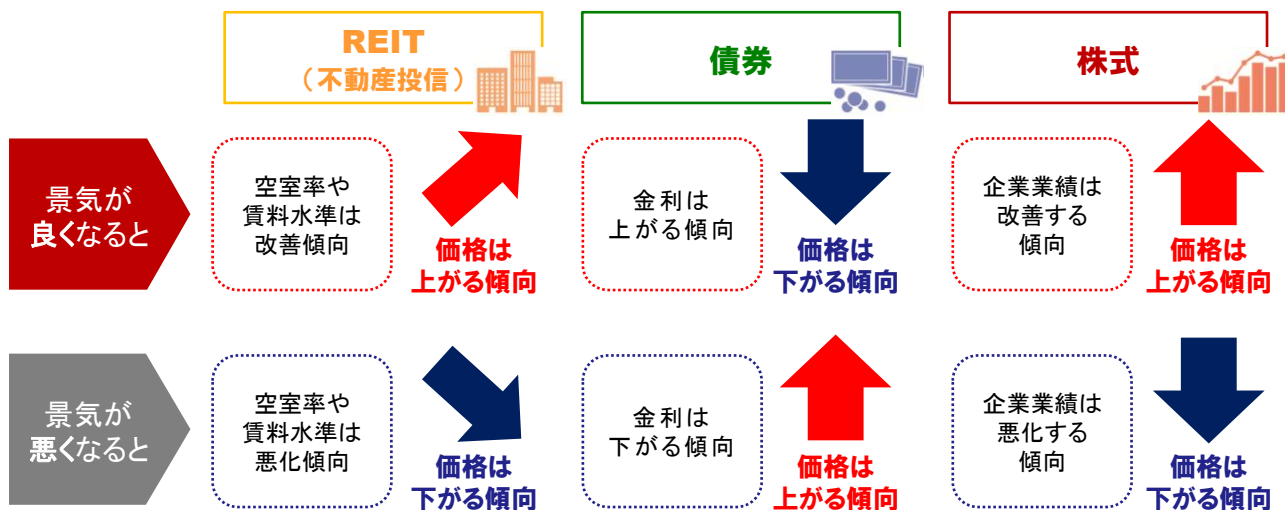 REIT
（不動産投信）
債券
株式
景気が
良くなると
空室率や
賃料水準は
改善傾向
価格は
上がる傾向
金利は
上がる傾向
価格は
下がる傾向
企業業績は
改善する
傾向
価格は
上がる傾向
景気が
悪くなると
空室率や
賃料水準は
悪化傾向
価格は
下がる傾向
金利は
下がる傾向
価格は
上がる傾向
企業業績は
悪化する
傾向
価格は
下がる傾向